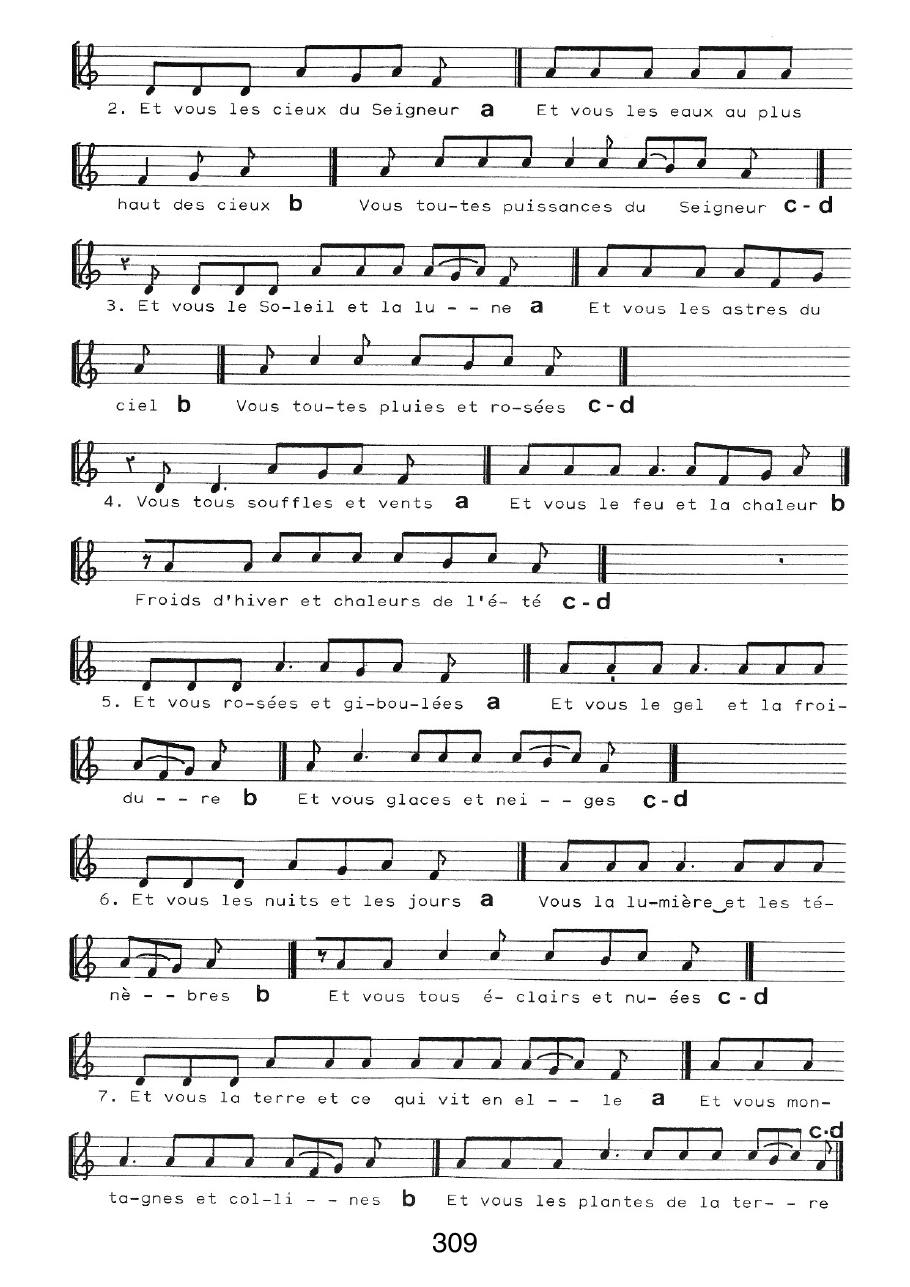 2. Et vous les cieux du Seigneur a Et vous les eaux au plus
haut des cieux b Vous tou-tes puissances du Seigneur c - d
3. Et vous le So-leil et la lu - - ne a Et vous les astres du
ciel b Vous tou-tes pluies et ro-sées c - d
4. Vous tous souffles et vents a Et vous le feu et la chaleur b
Froids d'hiver et chaleurs de l'é- té c - d
5. Et vous ro-sées et gi-bou-lées a Et vous le gel et la froi-
du - - re b Et vous glaces et nei - - ges c - d
6. Et vous les nuits et les jours a Vous la lu-mière et les té-
nè - - bres b Et vous tous é- clairs et nu- ées c - d
7. Et vous la terre et ce qui vit en el - - le a Et vous mon-
c-d
ta-gnes et col-li - - nes b Et vous les plantes de la ter- - re
309